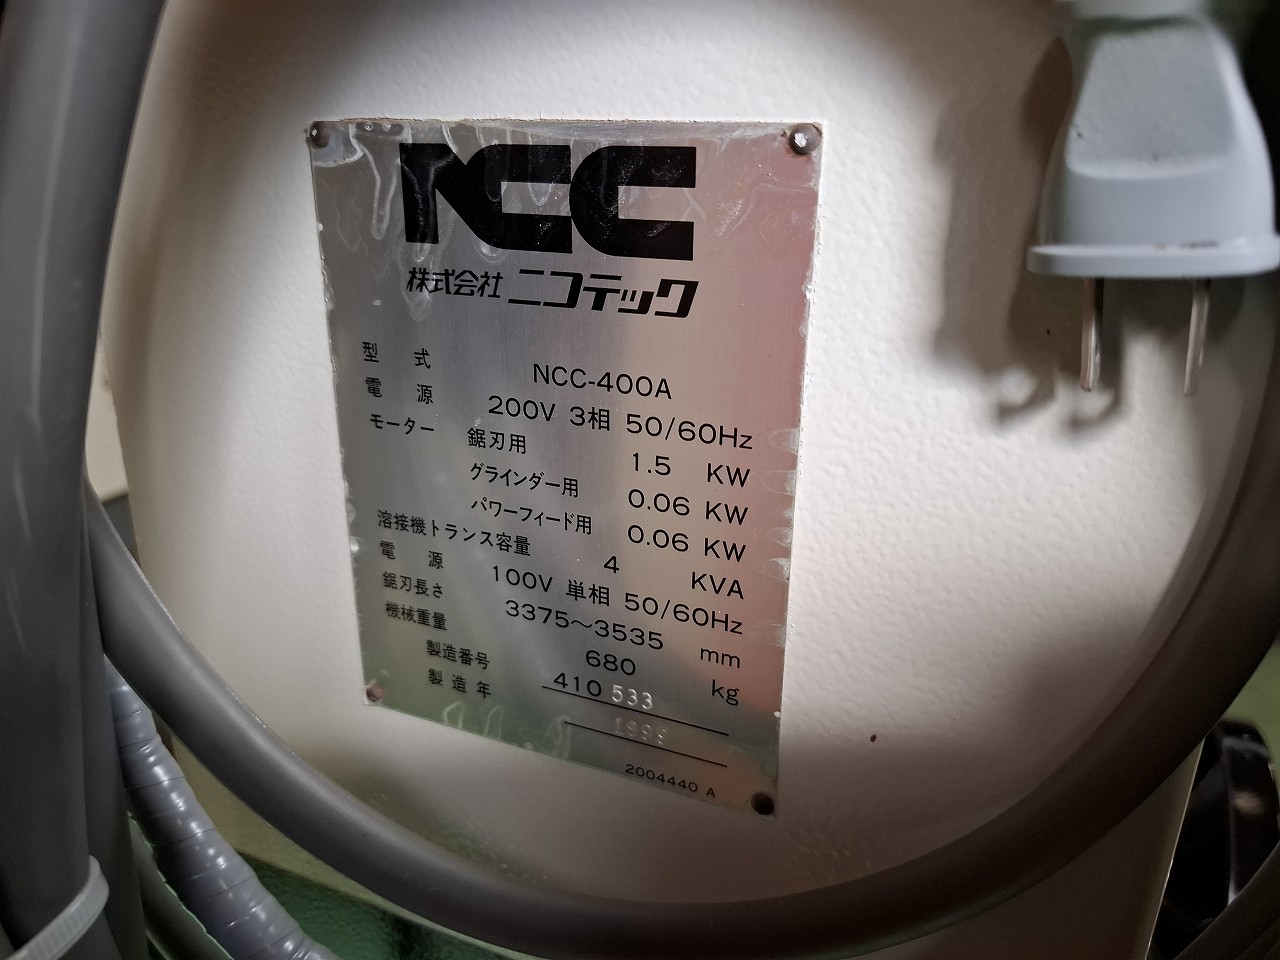 NCC
株式会社 ニコテック
型式 NCC-400A
電源 200V 3相 50/60Hz
モーター 鋸刃用 1.5 KW
グラインダー用 0.06 KW
パワーフィード用 0.06 KW
溶接機トランス容量 4 KVA
電源 100V 単相 50/60Hz
鋸刃長さ 3375～3535 mm
機械重量 680 kg
製造番号 410533
製造年 1999
2004440 A